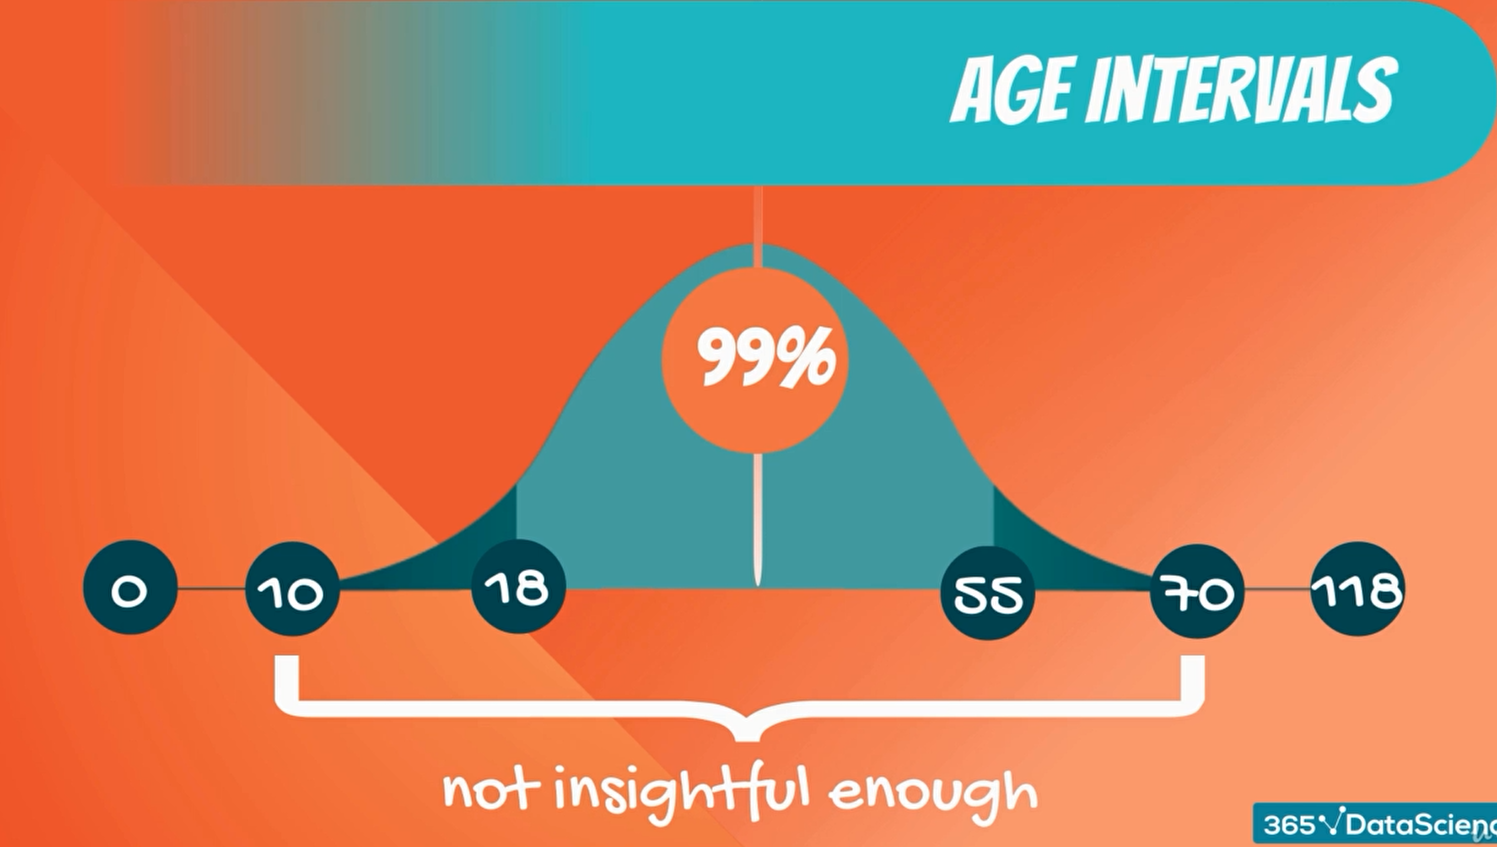 AGE INTERVALS
99%
0 10 18 55 70 118
not insightful enough
365 DataScienc